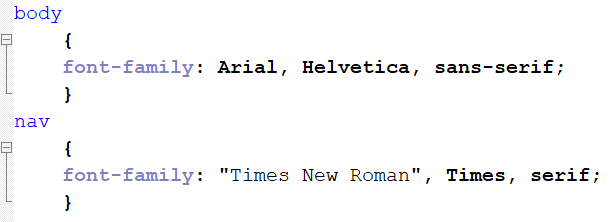 body
{
font-family: Arial, Helvetica, sans-serif;
}
nav
{
font-family: "Times New Roman", Times, serif;
}